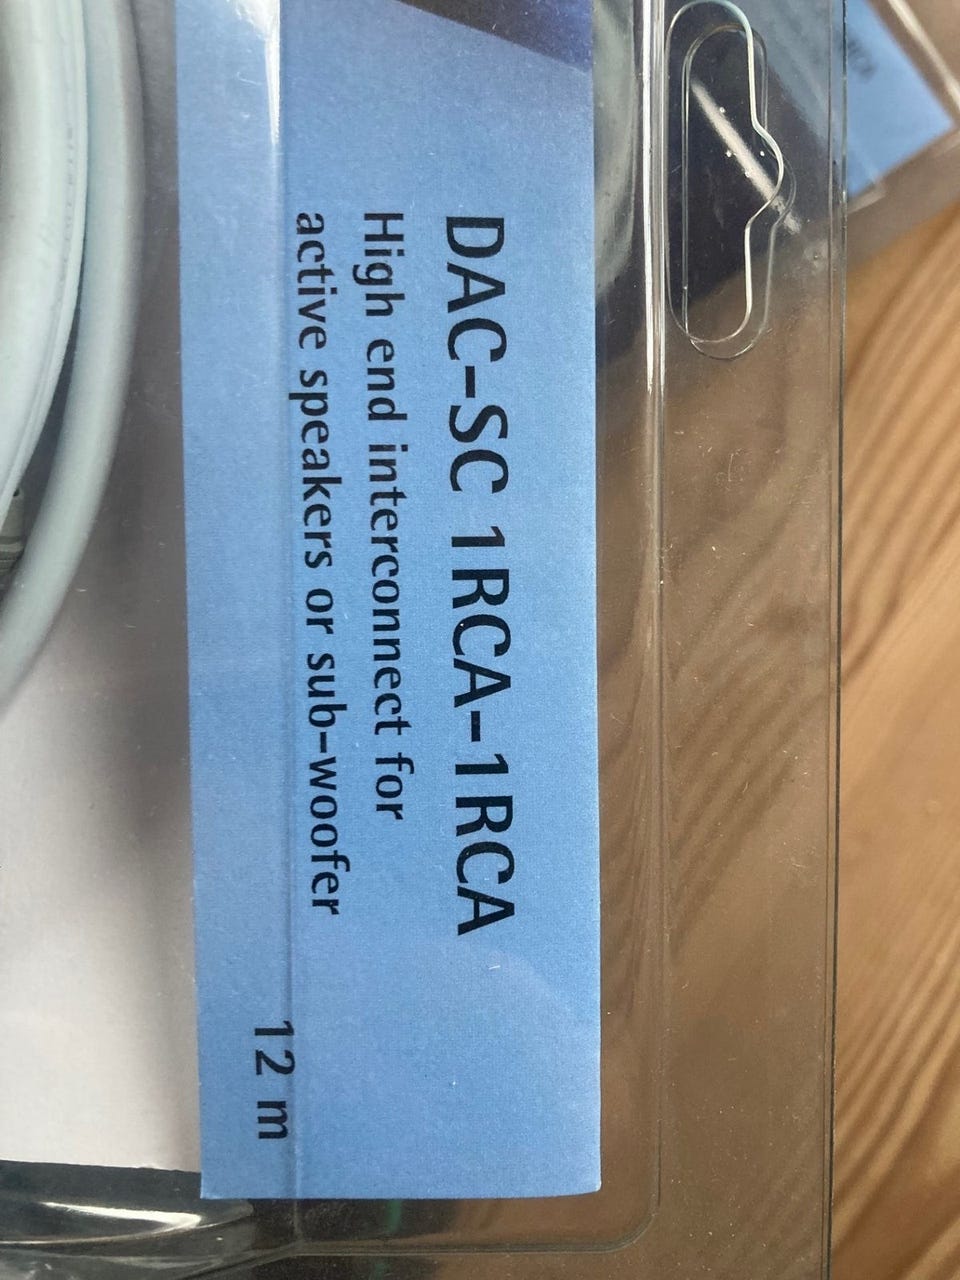 DAC-SC 1RCA-1RCA
High end interconnect for
active speakers or sub-woofer
12 m